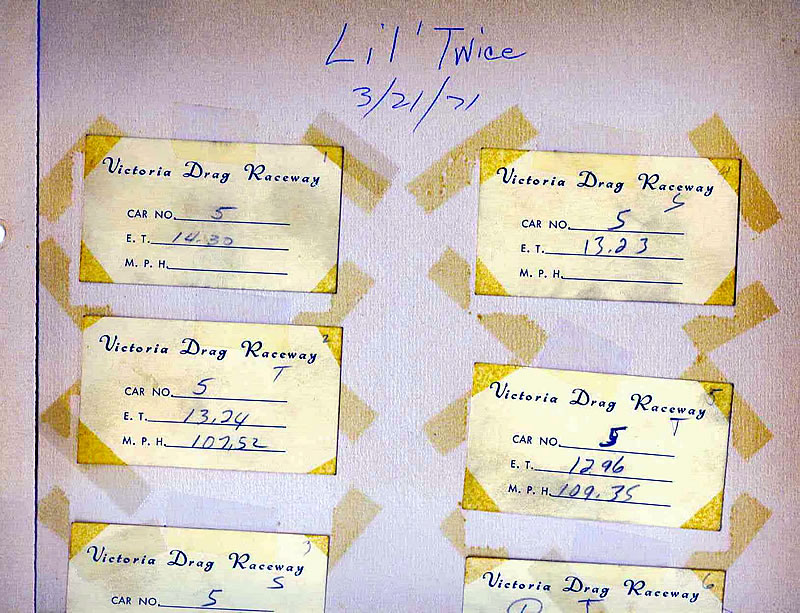 Li'l' Twice
3/21/71
1
Victoria Drag Raceway
CAR NO. 5
E. T. 14.30
M. P. H.
2
Victoria Drag Raceway
T
CAR NO. 5
E. T. 13.24
M. P. H. 107.52
3
Victoria Drag Raceway
S
CAR NO. 5
4
Victoria Drag Raceway
S
CAR NO. 5
E. T. 13.23
M. P. H.
5
Victoria Drag Raceway
T
CAR NO. 5
E. T. 12.96
M. P. H. 109.35
6
Victoria Drag Raceway
T